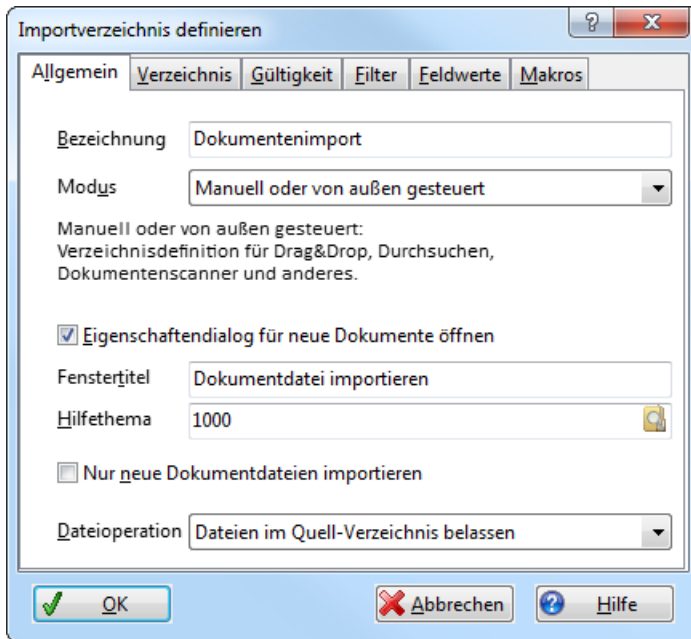 Importverzeichnis definieren
Allgemein Verzeichnis Gültigkeit Filter Feldwerte Makros
Bezeichnung Dokumentenimport
Modus Manuell oder von außen gesteuert
Manuell oder von außen gesteuert:
Verzeichnisdefinition für Drag&Drop, Durchsuchen,
Dokumentenscanner und anderes.
Eigenschaftendialog für neue Dokumente öffnen
Fenstertitel Dokumentdatei importieren
Hilfethema 1000
Nur neue Dokumentdateien importieren
Dateioperation Dateien im Quell-Verzeichnis belassen
OK Abbrechen Hilfe